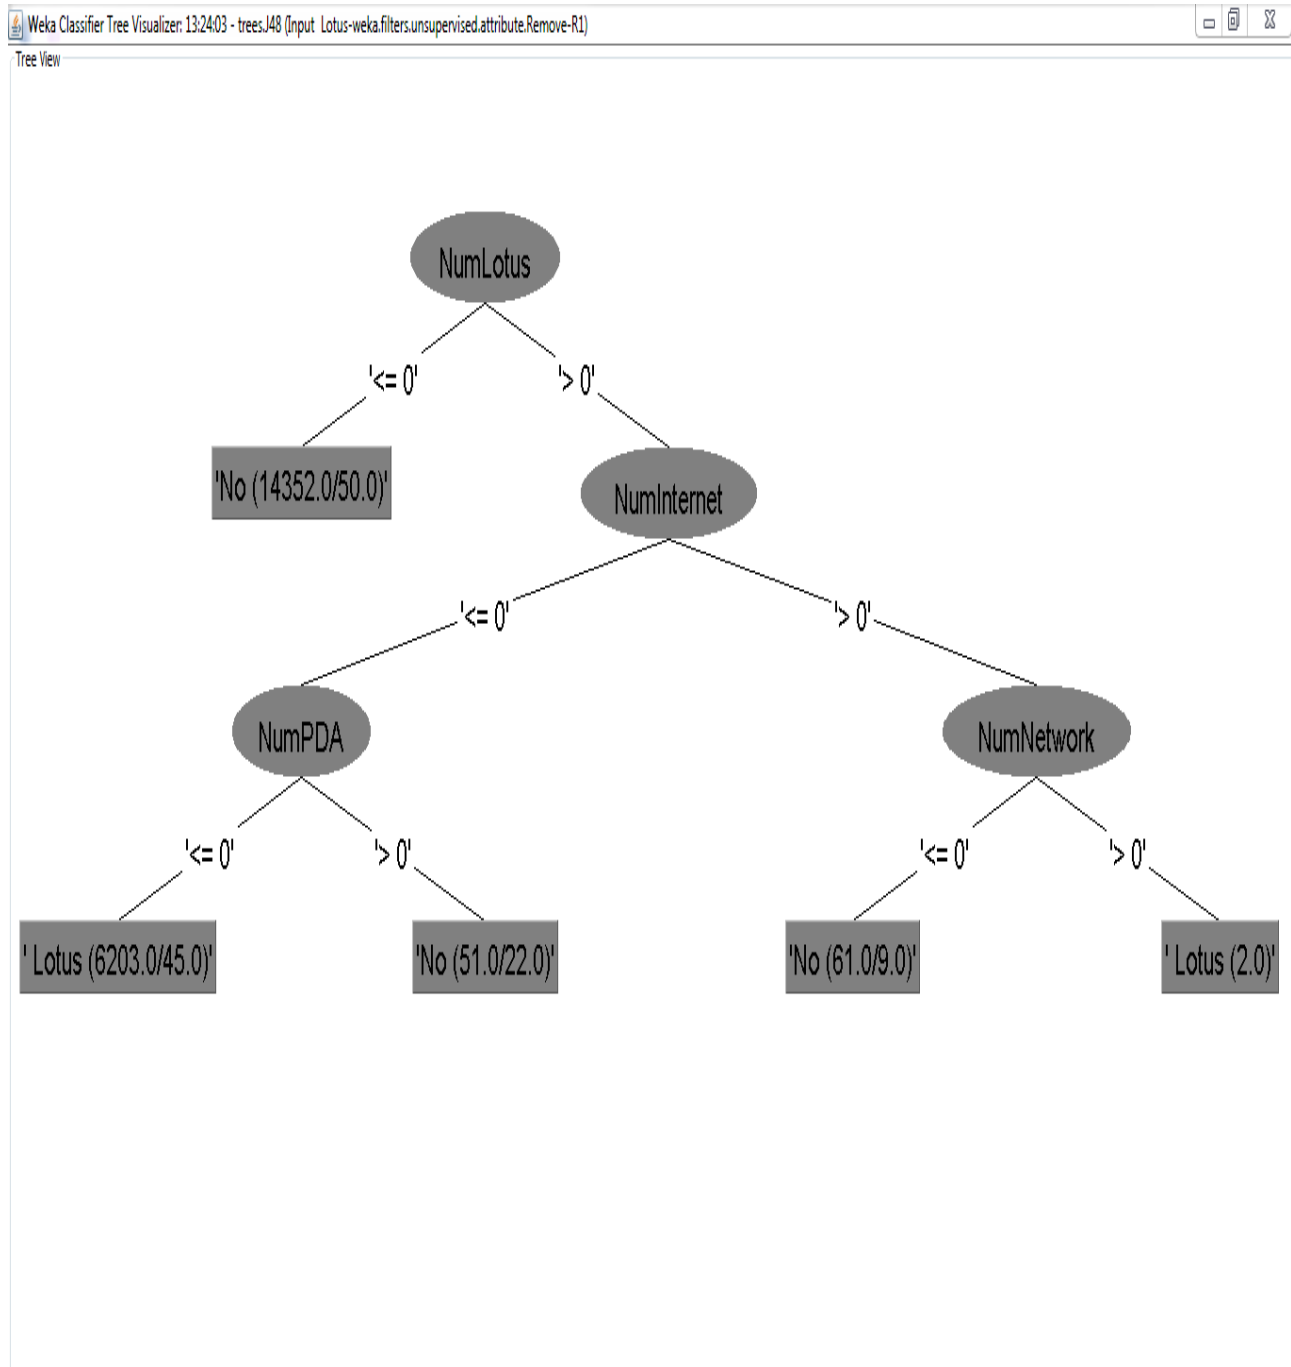 Weka Classifier Tree Visualizer: 13:24:03 - trees.J48 (Input Lotus-weka.filters.unsupervised.attribute.Remove-R1)
Tree View
NumLotus
'<= 0'
'> 0'
'No (14352.0/50.0)'
NumInternet
'<= 0'
'> 0'
NumPDA
NumNetwork
'<= 0'
'> 0'
'<= 0'
'> 0'
' Lotus (6203.0/45.0)'
'No (51.0/22.0)'
'No (61.0/9.0)'
' Lotus (2.0)'